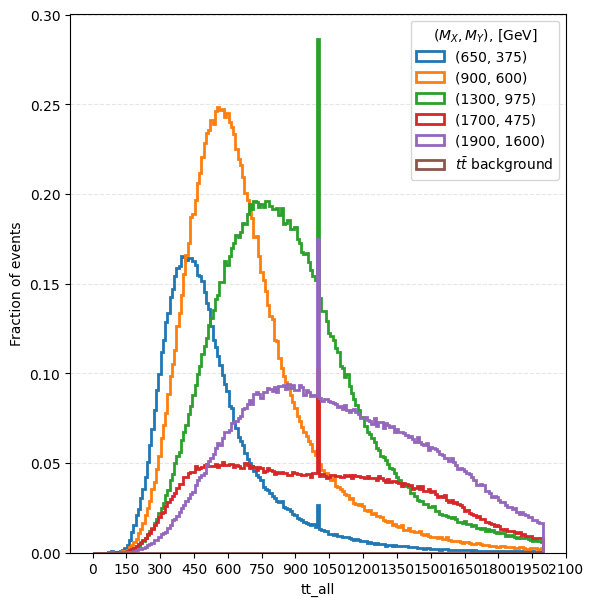 0.30
0.25
0.20
0.15
0.10
0.05
0.00
Fraction of events
(M_X, M_Y), [GeV]
(650, 375)
(900, 600)
(1300, 975)
(1700, 475)
(1900, 1600)
tt̄ background
0 150 300 450 600 750 900 1050 1200 1350 1500 1650 1800 1950 2100
tt_all